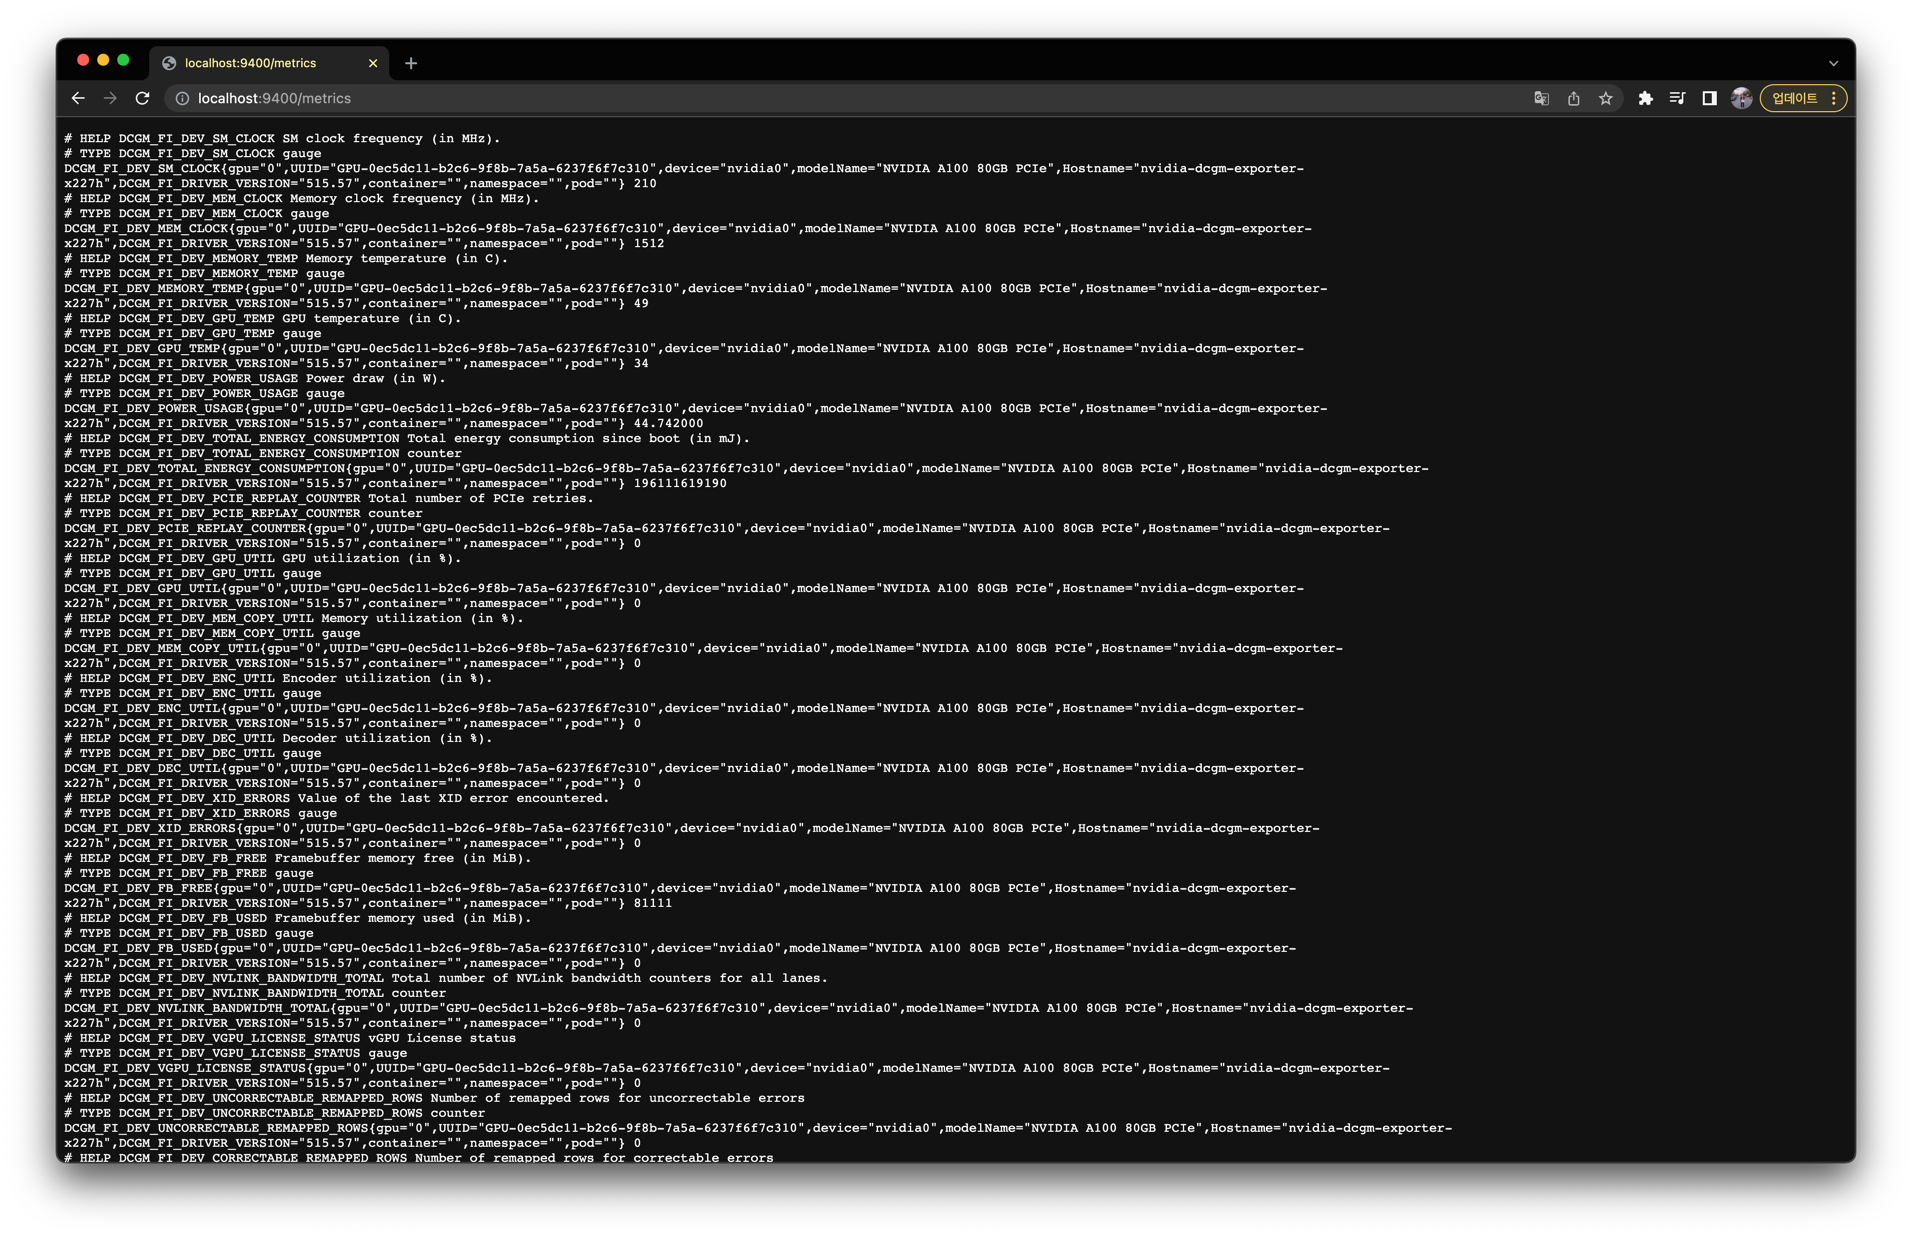 localhost:9400/metrics
localhost:9400/metrics
업데이트
# HELP DCGM_FI_DEV_SM_CLOCK SM clock frequency (in MHz).
# TYPE DCGM_FI_DEV_SM_CLOCK gauge
DCGM_FI_DEV_SM_CLOCK{gpu="0",UUID="GPU-0ec5dc11-b2c6-9f8b-7a5a-6237f6f7c310",device="nvidia0",modelName="NVIDIA A100 80GB PCIe",Hostname="nvidia-dcgm-exporter-
x227h",DCGM_FI_DRIVER_VERSION="515.57",container="",namespace="",pod=""} 210
# HELP DCGM_FI_DEV_MEM_CLOCK Memory clock frequency (in MHz).
# TYPE DCGM_FI_DEV_MEM_CLOCK gauge
DCGM_FI_DEV_MEM_CLOCK{gpu="0",UUID="GPU-0ec5dc11-b2c6-9f8b-7a5a-6237f6f7c310",device="nvidia0",modelName="NVIDIA A100 80GB PCIe",Hostname="nvidia-dcgm-exporter-
x227h",DCGM_FI_DRIVER_VERSION="515.57",container="",namespace="",pod=""} 1512
# HELP DCGM_FI_DEV_MEMORY_TEMP Memory temperature (in C).
# TYPE DCGM_FI_DEV_MEMORY_TEMP gauge
DCGM_FI_DEV_MEMORY_TEMP{gpu="0",UUID="GPU-0ec5dc11-b2c6-9f8b-7a5a-6237f6f7c310",device="nvidia0",modelName="NVIDIA A100 80GB PCIe",Hostname="nvidia-dcgm-exporter-
x227h",DCGM_FI_DRIVER_VERSION="515.57",container="",namespace="",pod=""} 49
# HELP DCGM_FI_DEV_GPU_TEMP GPU temperature (in C).
# TYPE DCGM_FI_DEV_GPU_TEMP gauge
DCGM_FI_DEV_GPU_TEMP{gpu="0",UUID="GPU-0ec5dc11-b2c6-9f8b-7a5a-6237f6f7c310",device="nvidia0",modelName="NVIDIA A100 80GB PCIe",Hostname="nvidia-dcgm-exporter-
x227h",DCGM_FI_DRIVER_VERSION="515.57",container="",namespace="",pod=""} 34
# HELP DCGM_FI_DEV_POWER_USAGE Power draw (in W).
# TYPE DCGM_FI_DEV_POWER_USAGE gauge
DCGM_FI_DEV_POWER_USAGE{gpu="0",UUID="GPU-0ec5dc11-b2c6-9f8b-7a5a-6237f6f7c310",device="nvidia0",modelName="NVIDIA A100 80GB PCIe",Hostname="nvidia-dcgm-exporter-
x227h",DCGM_FI_DRIVER_VERSION="515.57",container="",namespace="",pod=""} 44.742000
# HELP DCGM_FI_DEV_TOTAL_ENERGY_CONSUMPTION Total energy consumption since boot (in mJ).
# TYPE DCGM_FI_DEV_TOTAL_ENERGY_CONSUMPTION counter
DCGM_FI_DEV_TOTAL_ENERGY_CONSUMPTION{gpu="0",UUID="GPU-0ec5dc11-b2c6-9f8b-7a5a-6237f6f7c310",device="nvidia0",modelName="NVIDIA A100 80GB PCIe",Hostname="nvidia-dcgm-exporter-
x227h",DCGM_FI_DRIVER_VERSION="515.57",container="",namespace="",pod=""} 196111619190
# HELP DCGM_FI_DEV_PCIE_REPLAY_COUNTER Total number of PCIe retries.
# TYPE DCGM_FI_DEV_PCIE_REPLAY_COUNTER counter
DCGM_FI_DEV_PCIE_REPLAY_COUNTER{gpu="0",UUID="GPU-0ec5dc11-b2c6-9f8b-7a5a-6237f6f7c310",device="nvidia0",modelName="NVIDIA A100 80GB PCIe",Hostname="nvidia-dcgm-exporter-
x227h",DCGM_FI_DRIVER_VERSION="515.57",container="",namespace="",pod=""} 0
# HELP DCGM_FI_DEV_GPU_UTIL GPU utilization (in %).
# TYPE DCGM_FI_DEV_GPU_UTIL gauge
DCGM_FI_DEV_GPU_UTIL{gpu="0",UUID="GPU-0ec5dc11-b2c6-9f8b-7a5a-6237f6f7c310",device="nvidia0",modelName="NVIDIA A100 80GB PCIe",Hostname="nvidia-dcgm-exporter-
x227h",DCGM_FI_DRIVER_VERSION="515.57",container="",namespace="",pod=""} 0
# HELP DCGM_FI_DEV_MEM_COPY_UTIL Memory utilization (in %).
# TYPE DCGM_FI_DEV_MEM_COPY_UTIL gauge
DCGM_FI_DEV_MEM_COPY_UTIL{gpu="0",UUID="GPU-0ec5dc11-b2c6-9f8b-7a5a-6237f6f7c310",device="nvidia0",modelName="NVIDIA A100 80GB PCIe",Hostname="nvidia-dcgm-exporter-
x227h",DCGM_FI_DRIVER_VERSION="515.57",container="",namespace="",pod=""} 0
# HELP DCGM_FI_DEV_ENC_UTIL Encoder utilization (in %).
# TYPE DCGM_FI_DEV_ENC_UTIL gauge
DCGM_FI_DEV_ENC_UTIL{gpu="0",UUID="GPU-0ec5dc11-b2c6-9f8b-7a5a-6237f6f7c310",device="nvidia0",modelName="NVIDIA A100 80GB PCIe",Hostname="nvidia-dcgm-exporter-
x227h",DCGM_FI_DRIVER_VERSION="515.57",container="",namespace="",pod=""} 0
# HELP DCGM_FI_DEV_DEC_UTIL Decoder utilization (in %).
# TYPE DCGM_FI_DEV_DEC_UTIL gauge
DCGM_FI_DEV_DEC_UTIL{gpu="0",UUID="GPU-0ec5dc11-b2c6-9f8b-7a5a-6237f6f7c310",device="nvidia0",modelName="NVIDIA A100 80GB PCIe",Hostname="nvidia-dcgm-exporter-
x227h",DCGM_FI_DRIVER_VERSION="515.57",container="",namespace="",pod=""} 0
# HELP DCGM_FI_DEV_XID_ERRORS Value of the last XID error encountered.
# TYPE DCGM_FI_DEV_XID_ERRORS gauge
DCGM_FI_DEV_XID_ERRORS{gpu="0",UUID="GPU-0ec5dc11-b2c6-9f8b-7a5a-6237f6f7c310",device="nvidia0",modelName="NVIDIA A100 80GB PCIe",Hostname="nvidia-dcgm-exporter-
x227h",DCGM_FI_DRIVER_VERSION="515.57",container="",namespace="",pod=""} 0
# HELP DCGM_FI_DEV_FB_FREE Framebuffer memory free (in MiB).
# TYPE DCGM_FI_DEV_FB_FREE gauge
DCGM_FI_DEV_FB_FREE{gpu="0",UUID="GPU-0ec5dc11-b2c6-9f8b-7a5a-6237f6f7c310",device="nvidia0",modelName="NVIDIA A100 80GB PCIe",Hostname="nvidia-dcgm-exporter-
x227h",DCGM_FI_DRIVER_VERSION="515.57",container="",namespace="",pod=""} 81111
# HELP DCGM_FI_DEV_FB_USED Framebuffer memory used (in MiB).
# TYPE DCGM_FI_DEV_FB_USED gauge
DCGM_FI_DEV_FB_USED{gpu="0",UUID="GPU-0ec5dc11-b2c6-9f8b-7a5a-6237f6f7c310",device="nvidia0",modelName="NVIDIA A100 80GB PCIe",Hostname="nvidia-dcgm-exporter-
x227h",DCGM_FI_DRIVER_VERSION="515.57",container="",namespace="",pod=""} 0
# HELP DCGM_FI_DEV_NVLINK_BANDWIDTH_TOTAL Total number of NVLink bandwidth counters for all lanes.
# TYPE DCGM_FI_DEV_NVLINK_BANDWIDTH_TOTAL counter
DCGM_FI_DEV_NVLINK_BANDWIDTH_TOTAL{gpu="0",UUID="GPU-0ec5dc11-b2c6-9f8b-7a5a-6237f6f7c310",device="nvidia0",modelName="NVIDIA A100 80GB PCIe",Hostname="nvidia-dcgm-exporter-
x227h",DCGM_FI_DRIVER_VERSION="515.57",container="",namespace="",pod=""} 0
# HELP DCGM_FI_DEV_VGPU_LICENSE_STATUS vGPU License status
# TYPE DCGM_FI_DEV_VGPU_LICENSE_STATUS gauge
DCGM_FI_DEV_VGPU_LICENSE_STATUS{gpu="0",UUID="GPU-0ec5dc11-b2c6-9f8b-7a5a-6237f6f7c310",device="nvidia0",modelName="NVIDIA A100 80GB PCIe",Hostname="nvidia-dcgm-exporter-
x227h",DCGM_FI_DRIVER_VERSION="515.57",container="",namespace="",pod=""} 0
# HELP DCGM_FI_DEV_UNCORRECTABLE_REMAPPED_ROWS Number of remapped rows for uncorrectable errors
# TYPE DCGM_FI_DEV_UNCORRECTABLE_REMAPPED_ROWS counter
DCGM_FI_DEV_UNCORRECTABLE_REMAPPED_ROWS{gpu="0",UUID="GPU-0ec5dc11-b2c6-9f8b-7a5a-6237f6f7c310",device="nvidia0",modelName="NVIDIA A100 80GB PCIe",Hostname="nvidia-dcgm-exporter-
x227h",DCGM_FI_DRIVER_VERSION="515.57",container="",namespace="",pod=""} 0
# HELP DCGM_FI_DEV_CORRECTABLE_REMAPPED_ROWS Number of remapped rows for correctable errors